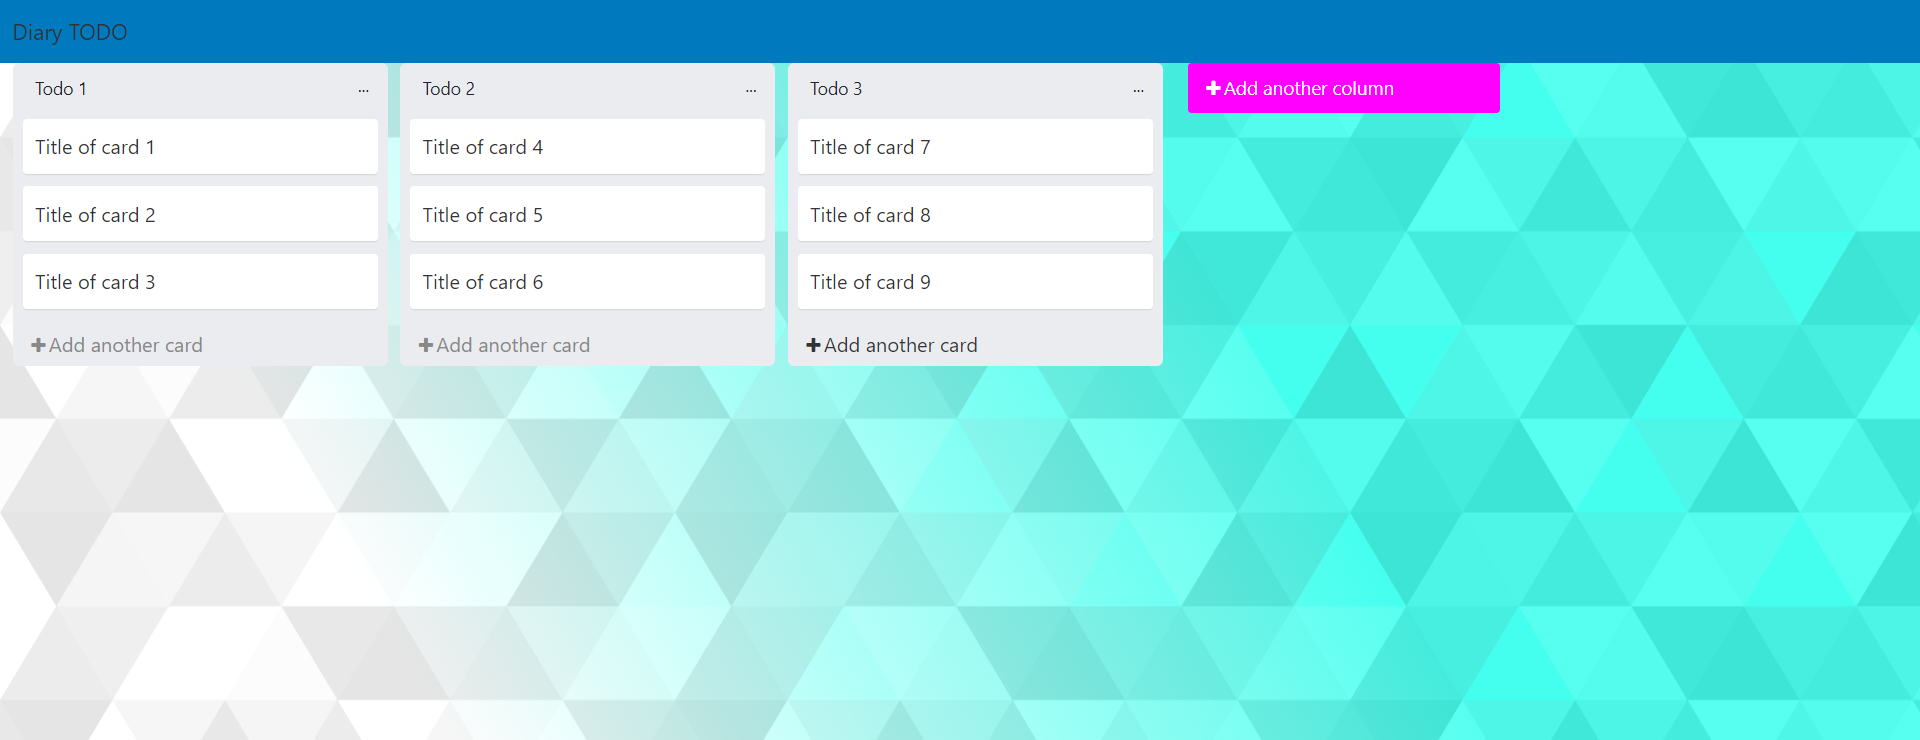 Diary TODO
Todo 1 ...
Title of card 1
Title of card 2
Title of card 3
Add another card
Todo 2 ...
Title of card 4
Title of card 5
Title of card 6
Add another card
Todo 3 ...
Title of card 7
Title of card 8
Title of card 9
Add another card
Add another column